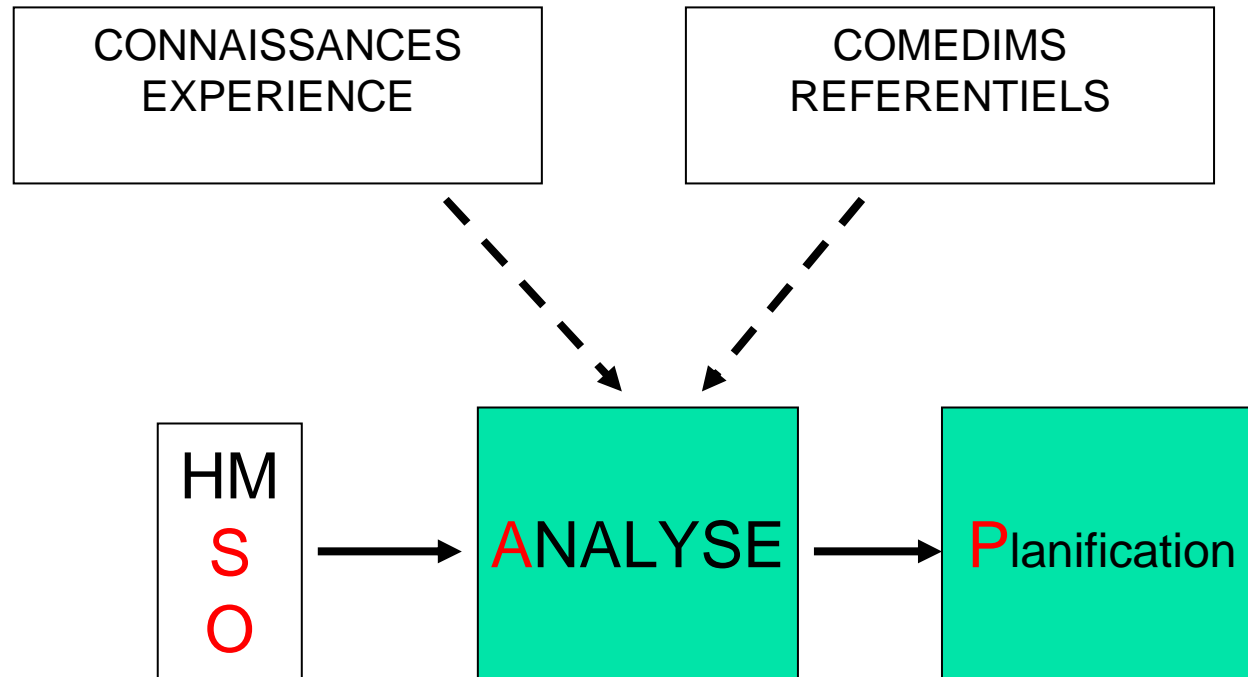 CONNAISSANCES
EXPERIENCE
COMEDIMS
REFERENTIELS
HM
S
O
ANALYSE
Planification